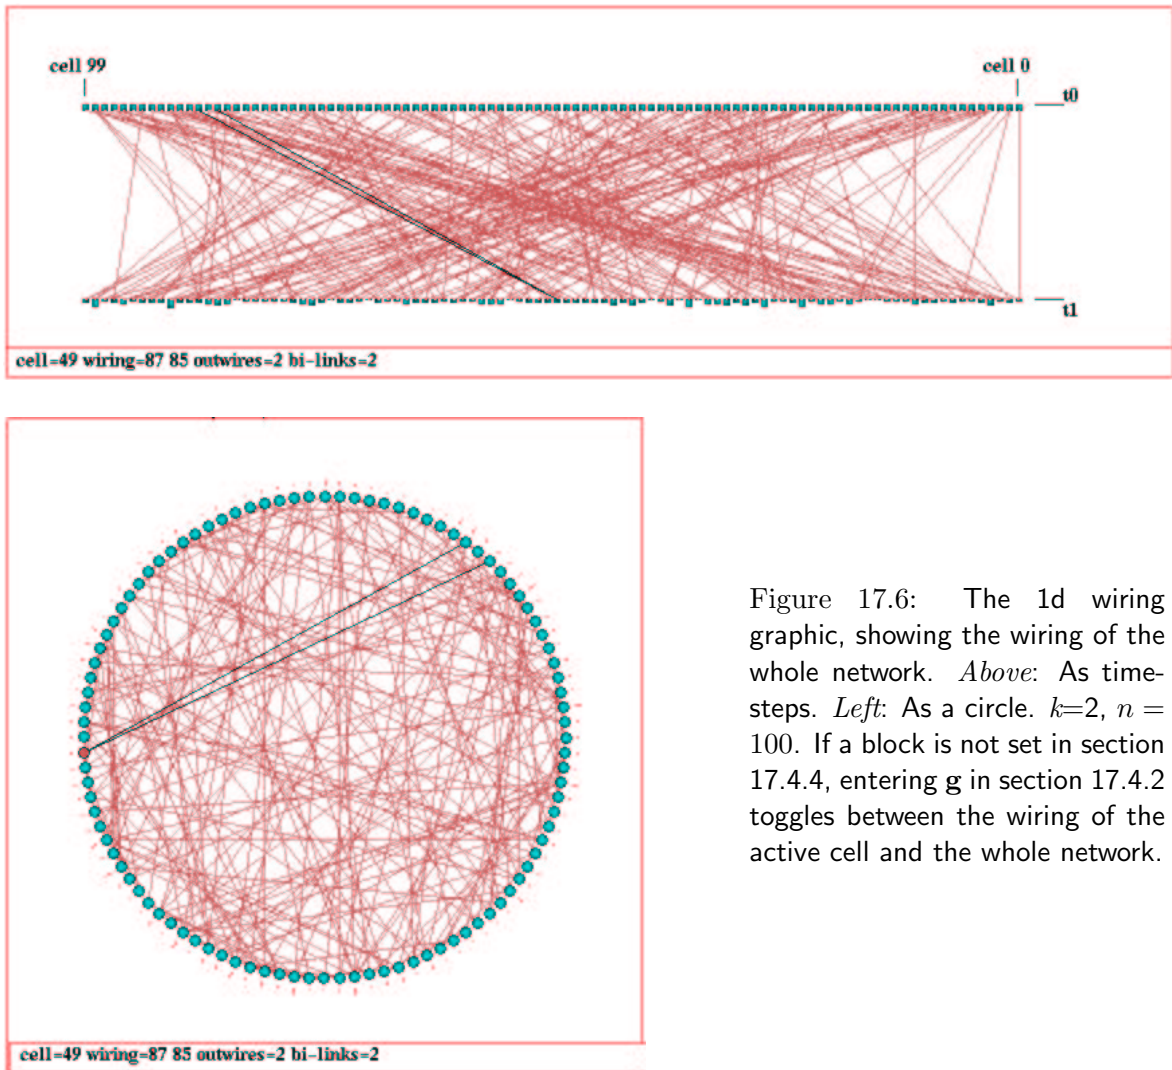 cell 99
cell 0
t0
t1
cell=49 wiring=87 85 outwires=2 bi-links=2
cell=49 wiring=87 85 outwires=2 bi-links=2
Figure 17.6: The 1d wiring
graphic, showing the wiring of the
whole network. Above: As time-
steps. Left: As a circle. k=2, n =
100. If a block is not set in section
17.4.4, entering g in section 17.4.2
toggles between the wiring of the
active cell and the whole network.